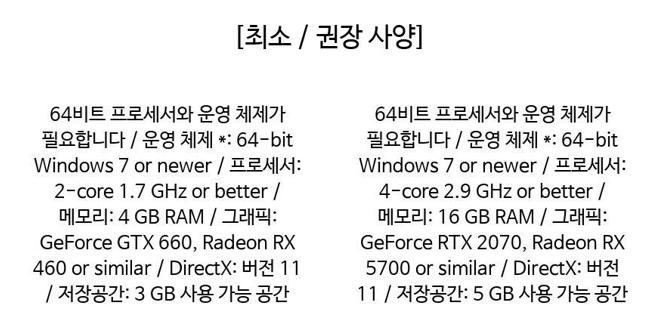 [최소 / 권장 사양]
64비트 프로세서와 운영 체제가
필요합니다 / 운영 체제 *: 64-bit
Windows 7 or newer / 프로세서:
2-core 1.7 GHz or better /
메모리: 4 GB RAM / 그래픽:
GeForce GTX 660, Radeon RX
460 or similar / DirectX: 버전 11
/ 저장공간: 3 GB 사용 가능 공간
64비트 프로세서와 운영 체제가
필요합니다 / 운영 체제 *: 64-bit
Windows 7 or newer / 프로세서:
4-core 2.9 GHz or better /
메모리: 16 GB RAM / 그래픽:
GeForce RTX 2070, Radeon RX
5700 or similar / DirectX: 버전
11 / 저장공간: 5 GB 사용 가능 공간